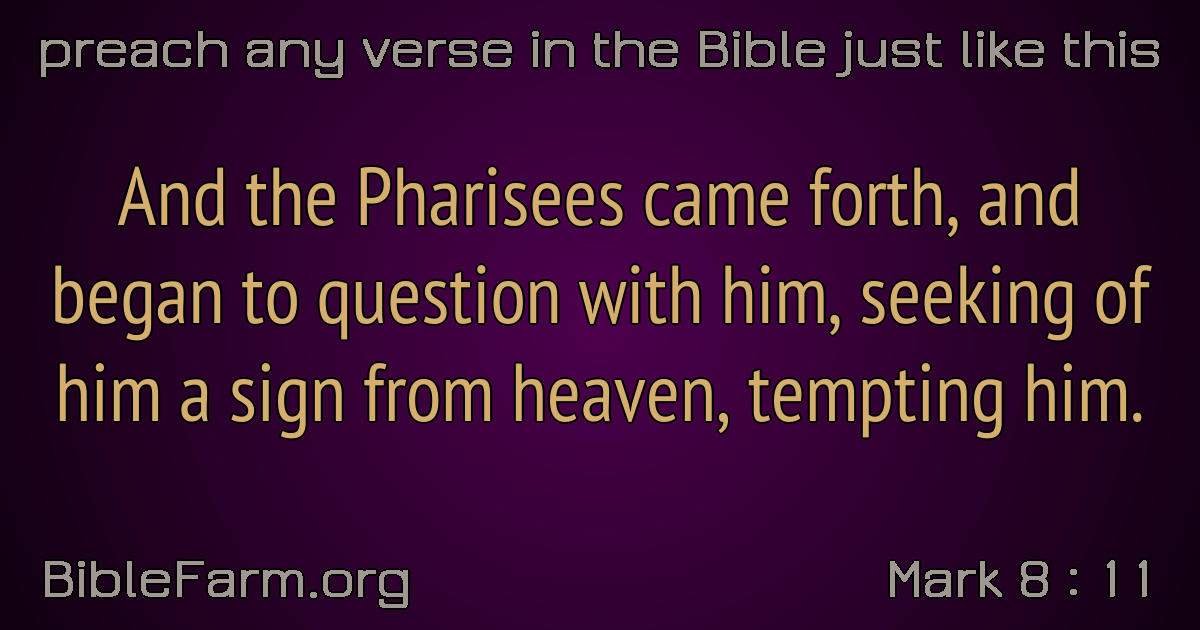 preach any verse in the Bible just like this
And the Pharisees came forth, and
began to question with him, seeking of
him a sign from heaven, tempting him.
BibleFarm.org
Mark 8 : 11